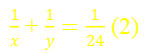 1/x + 1/y = 1/24 (2)